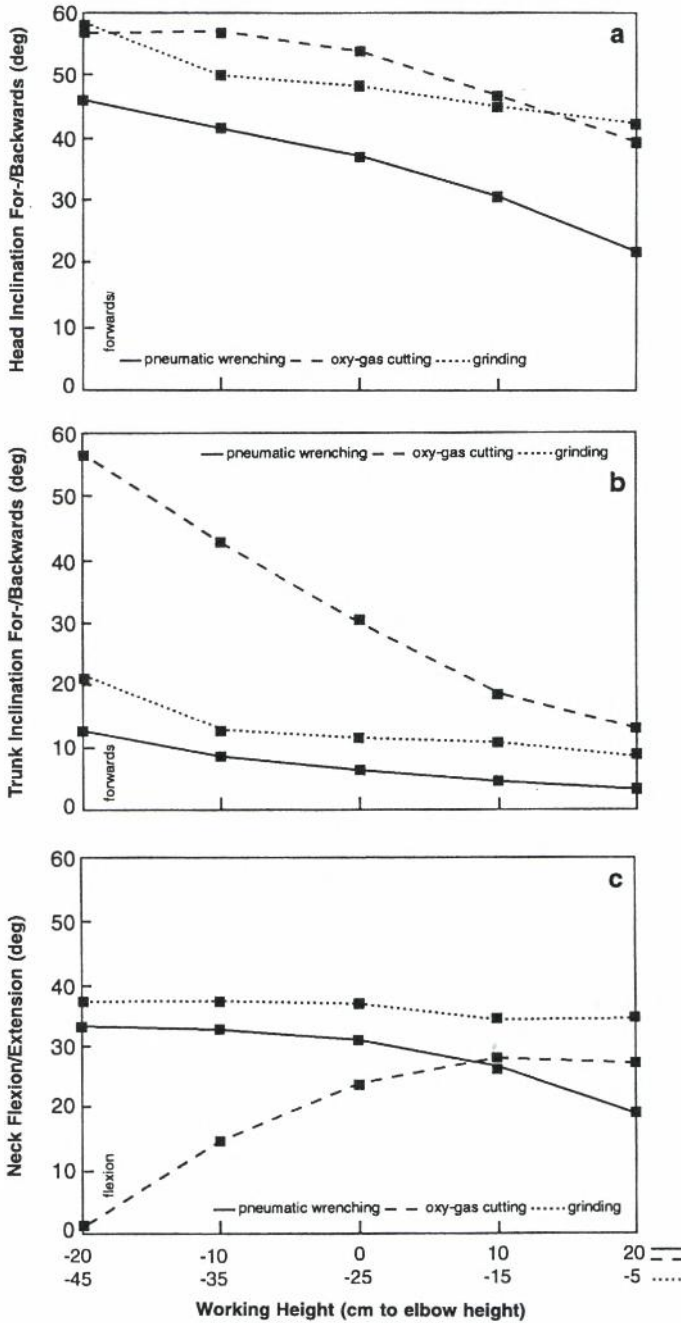 60
a
50
40
30
20
10
0
Head Inclination For-/Backwards (deg)
forwards/
pneumatic wrenching oxy-gas cutting grinding
60
pneumatic wrenching oxy-gas cutting grinding
b
50
40
30
20
10
0
Trunk Inclination For-/Backwards (deg)
forwards
60
c
50
40
30
20
10
0
Neck Flexion/Extension (deg)
flexion
pneumatic wrenching oxy-gas cutting grinding
-20 -10 0 10 20
-45 -35 -25 -15 -5
Working Height (cm to elbow height)